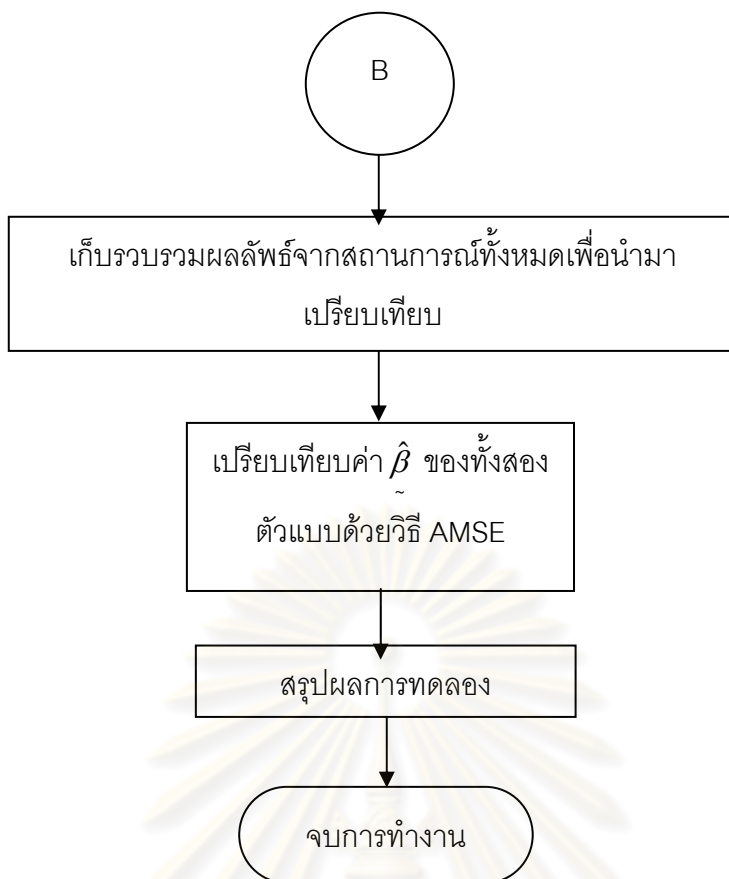 B
เก็บรวบรวมผลลัพธ์จากสถานการณ์ทั้งหมดเพื่อนำมา
เปรียบเทียบ
เปรียบเทียบค่า β̰̂ ของทั้งสอง
ตัวแบบด้วยวิธี AMSE
สรุปผลการทดลอง
จบการทำงาน